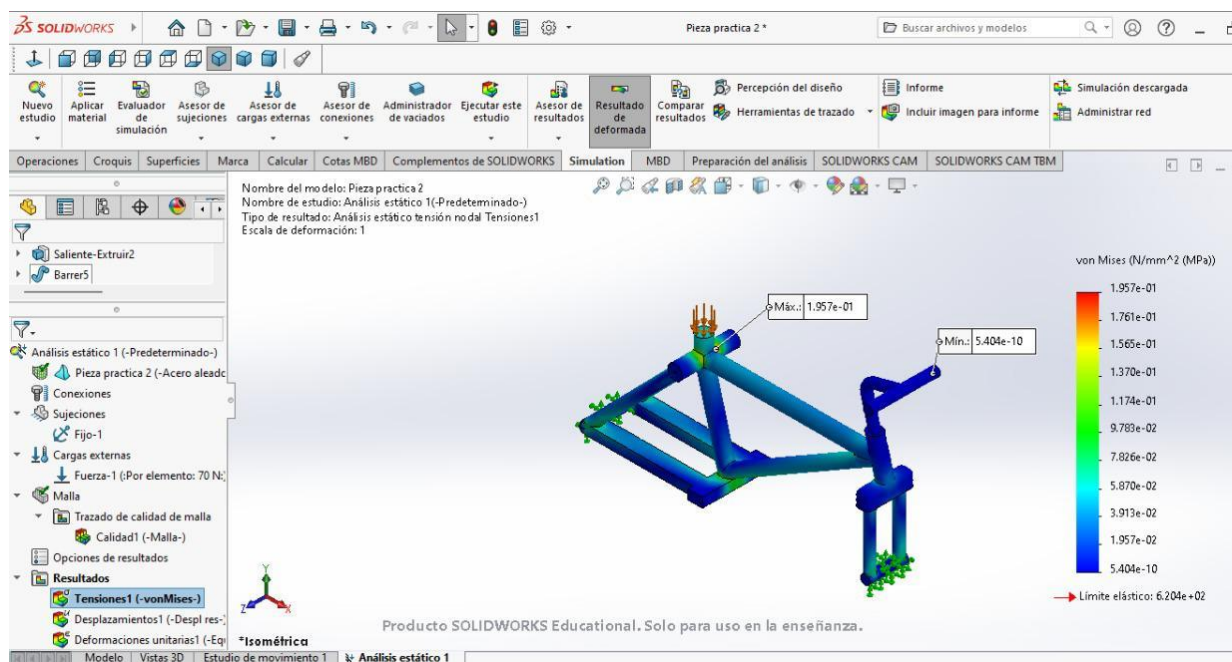 SOLIDWORKS
Pieza practica 2 *
Buscar archivos y modelos
Nuevo estudio
Aplicar material
Evaluador de simulación
Asesor de sujeciones
Asesor de cargas externas
Asesor de conexiones
Administrador de vaciados
Ejecutar este estudio
Asesor de resultados
Resultado de deformada
Comparar resultados
Percepción del diseño
Herramientas de trazado
Informe
Incluir imagen para informe
Simulación descargada
Administrar red
Operaciones
Croquis
Superficies
Marca
Calcular
Cotas MBD
Complementos de SOLIDWORKS
Simulation
MBD
Preparación del análisis
SOLIDWORKS CAM
SOLIDWORKS CAM TBM
Saliente-Extruir2
Barrer5
Análisis estático 1 (-Predeterminado-)
Pieza practica 2 (-Acero aleadc
Conexiones
Sujeciones
Fijo-1
Cargas externas
Fuerza-1 (:Por elemento: 70 N:
Malla
Trazado de calidad de malla
Calidad1 (-Malla-)
Opciones de resultados
Resultados
Tensiones1 (-vonMises-)
Desplazamientos1 (-Despl res-
Deformaciones unitarias1 (-Equ
Nombre del modelo: Pieza practica 2
Nombre de estudio: Análisis estático 1(-Predeterminado-)
Tipo de resultado: Análisis estático tensión nodal Tensiones1
Escala de deformación: 1
Máx.: 1.957e-01
Mín.: 5.404e-10
von Mises (N/mm^2 (MPa))
1.957e-01
1.761e-01
1.565e-01
1.370e-01
1.174e-01
9.783e-02
7.826e-02
5.870e-02
3.913e-02
1.957e-02
5.404e-10
Límite elástico: 6.204e+02
Y
Z
X
*Isométrica
Producto SOLIDWORKS Educational. Solo para uso en la enseñanza.
Modelo
Vistas 3D
Estudio de movimiento 1
Análisis estático 1